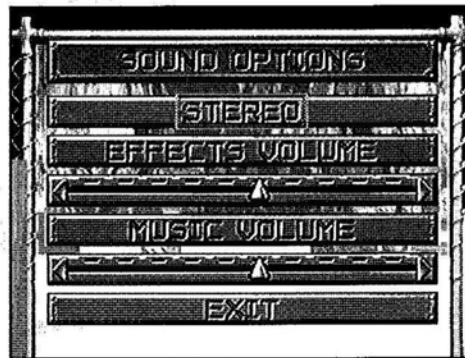 SOUND OPTIONS
STEREO
EFFECTS VOLUME
MUSIC VOLUME
EXIT